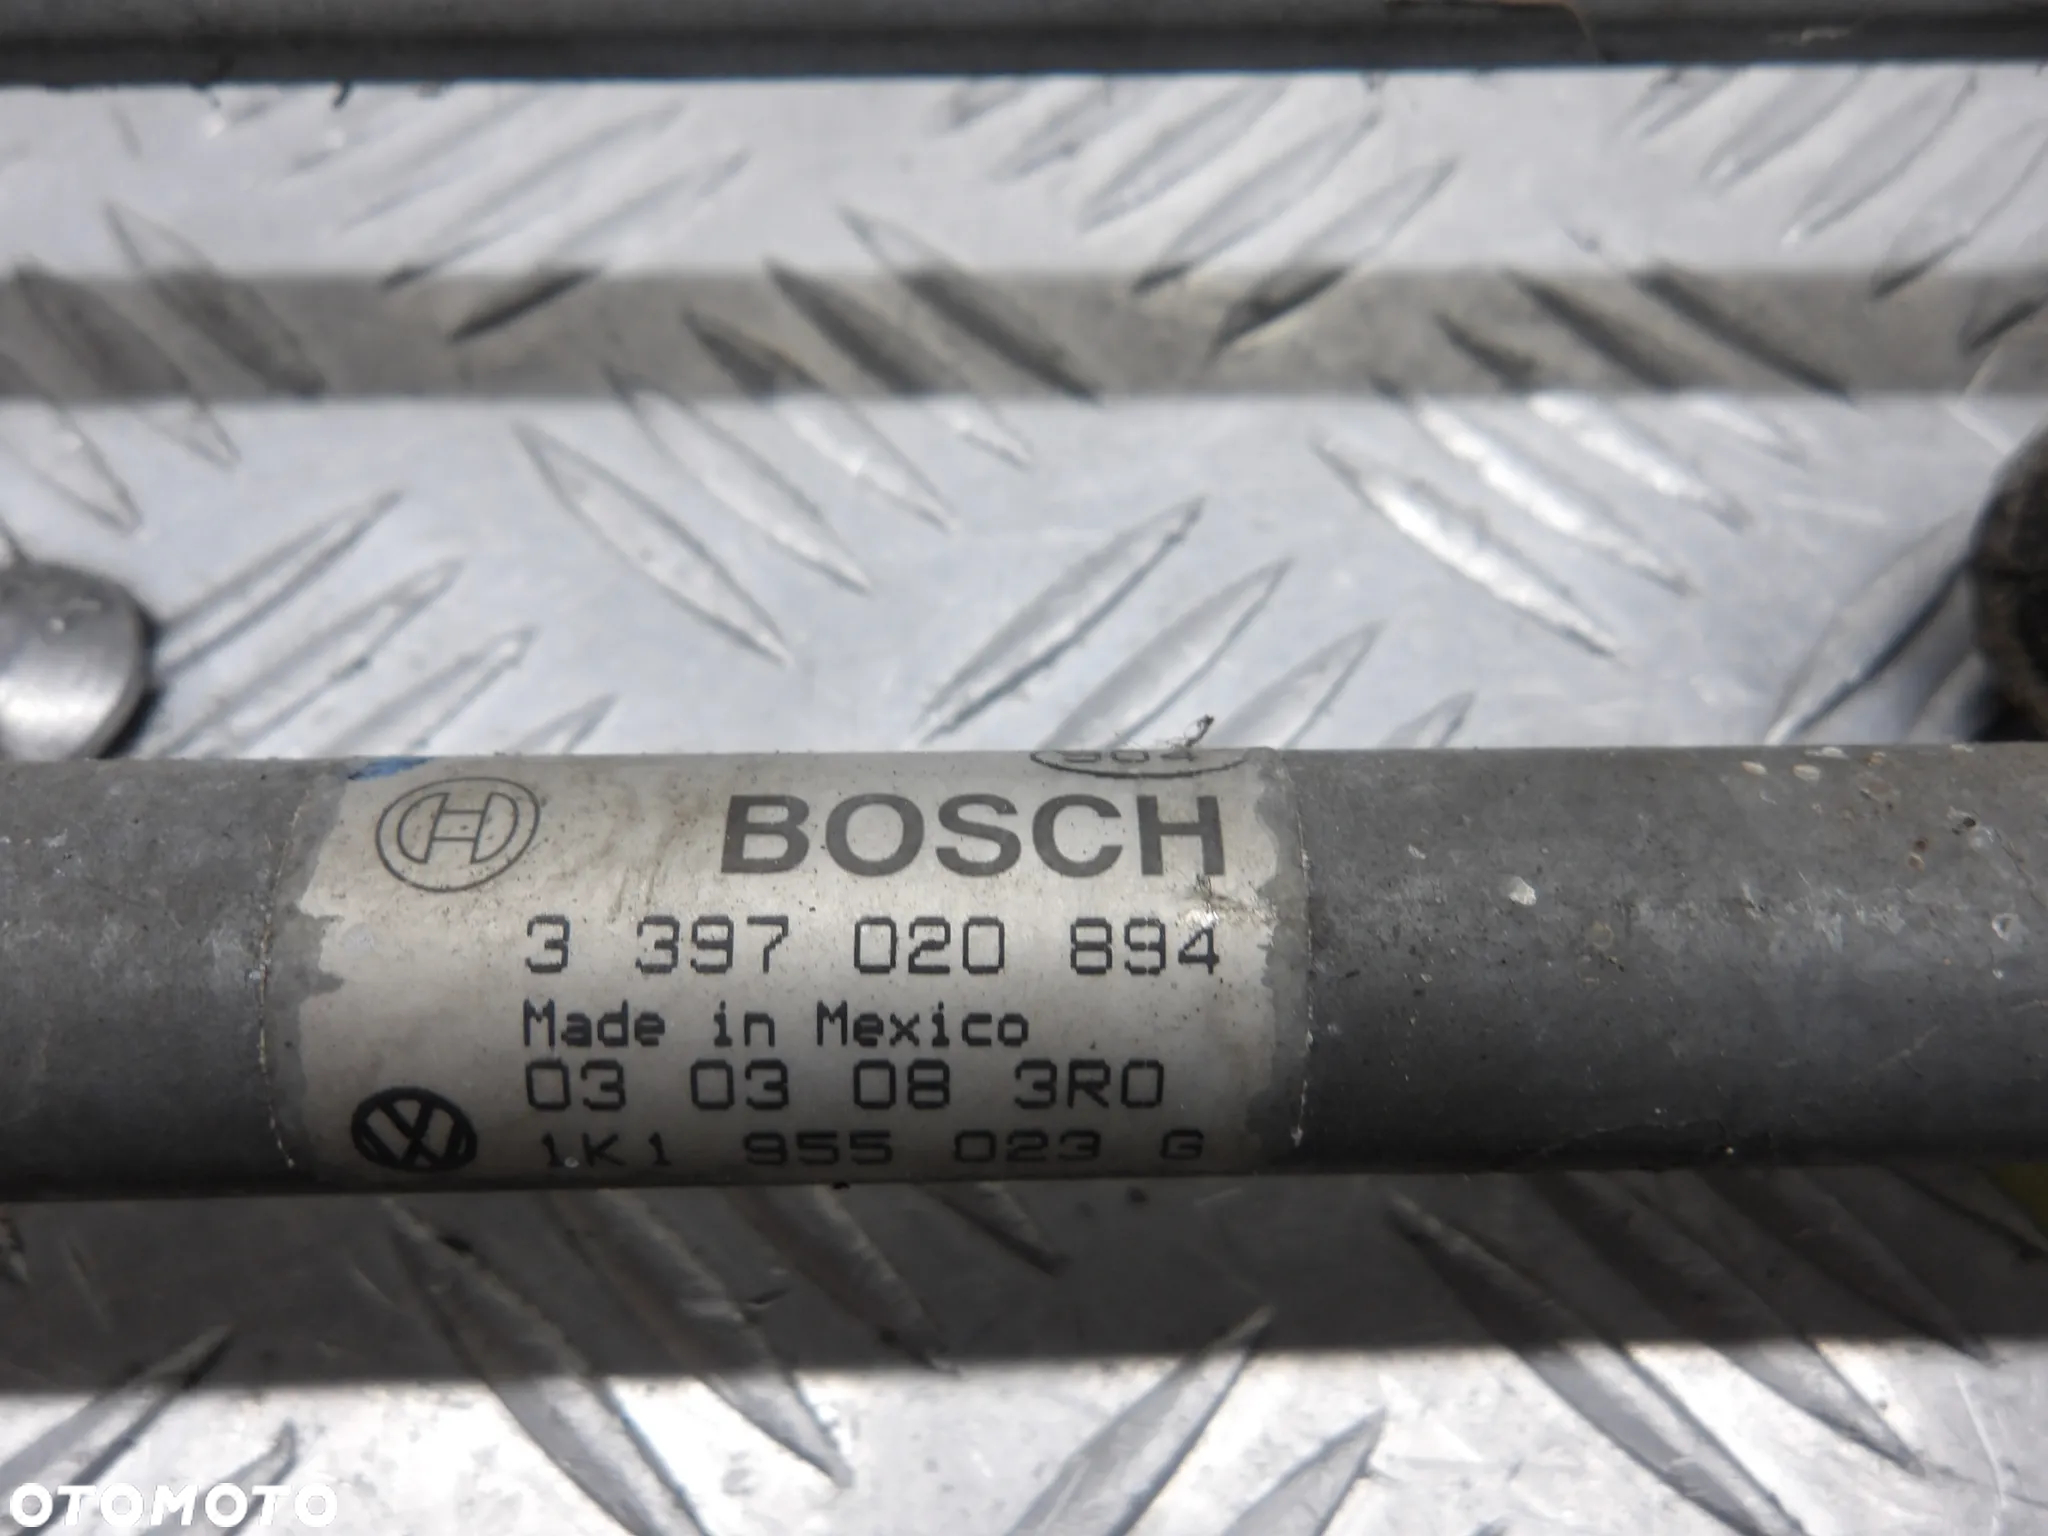 BOSCH
3 397 020 894
Made in Mexico
03 03 08 3R0
1K1 955 023 G
OTOMOTO